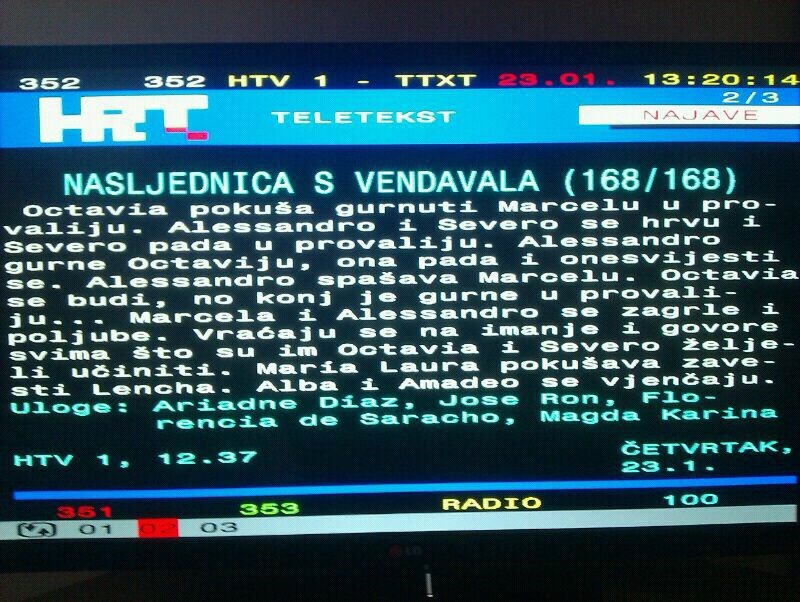 352 352 HTV 1 - TTXT 23.01. 13:20:14
2/3
HRT TELETEKST NAJAVE
NASLJEDNICA S VENDAVALA (168/168)
Octavia pokuša gurnuti Marcelu u pro-
valiju. Alessandro i Severo se hrvu i
Severo pada u provaliju. Alessandro
gurne Octaviju, ona pada i onesvijesti
se. Alessandro spašava Marcelu. Octavia
se budi, no konj je gurne u provali-
ju... Marcela i Alessandro se zagrle i
poljube. Vraćaju se na imanje i govore
svima što su im Octavia i Severo želje-
li učiniti. Maria Laura pokušava zave-
sti Lencha. Alba i Amadeo se vjenčaju.
Uloge: Ariadne Díaz, Jose Ron, Flo-
rencia de Saracho, Magda Karina
HTV 1, 12.37 ČETVRTAK,
23.1.
351 353 RADIO 100
01 02 03
LG